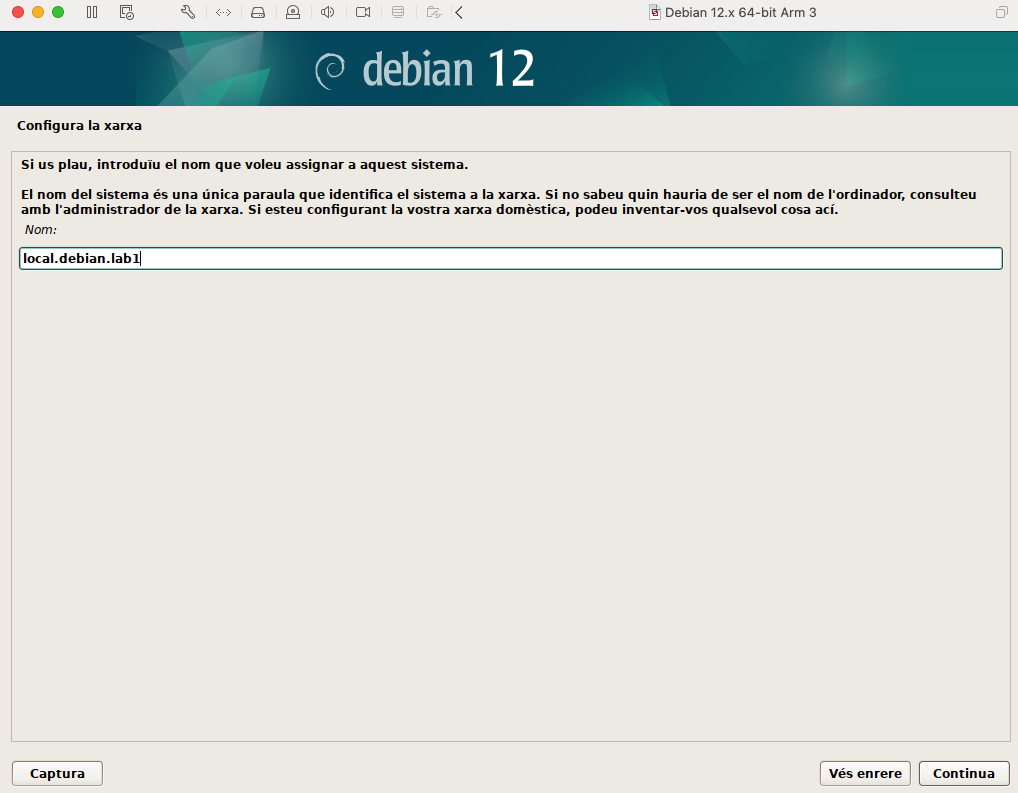 Debian 12.x 64-bit Arm 3
debian 12
Configura la xarxa
Si us plau, introduïu el nom que voleu assignar a aquest sistema.
El nom del sistema és una única paraula que identifica el sistema a la xarxa. Si no sabeu quin hauria de ser el nom de l'ordinador, consulteu
amb l'administrador de la xarxa. Si esteu configurant la vostra xarxa domèstica, podeu inventar-vos qualsevol cosa ací.
Nom:
local.debian.lab1
Captura
Vés enrere
Continua